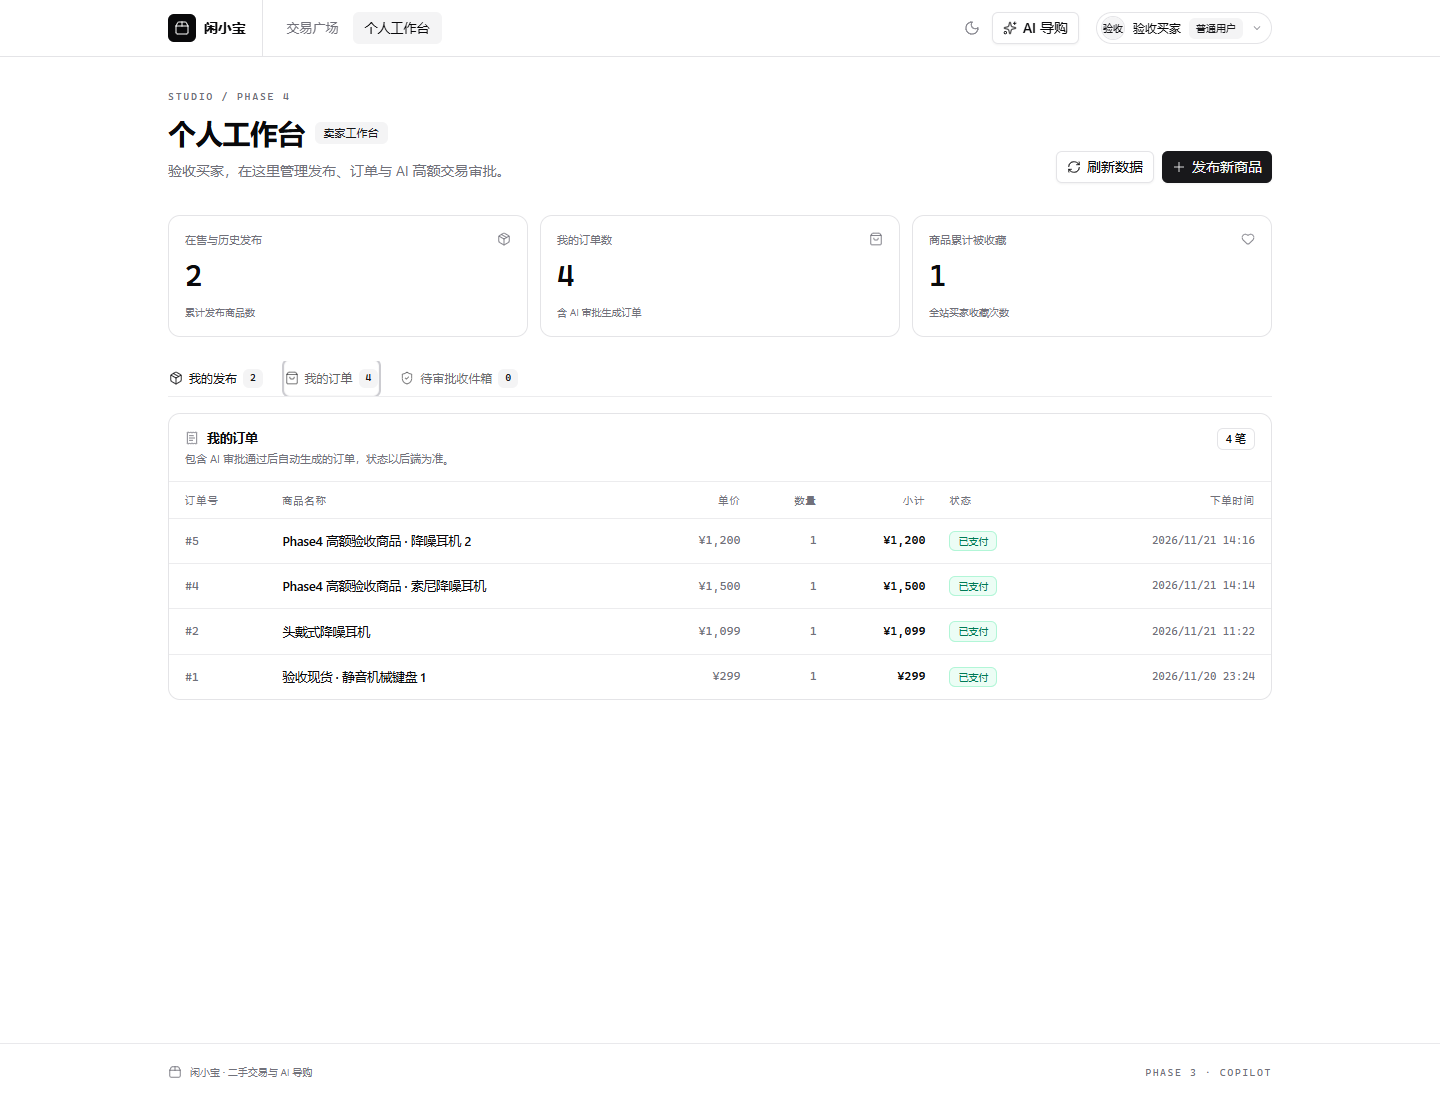 闲小宝
交易广场
个人工作台
AI 导购
验收
验收买家
普通用户
STUDIO / PHASE 4
个人工作台
卖家工作台
验收买家，在这里管理发布、订单与 AI 高额交易审批。
刷新数据
发布新商品
在售与历史发布
2
累计发布商品数
我的订单数
4
含 AI 审批生成订单
商品累计被收藏
1
全站买家收藏次数
我的发布 2
我的订单 4
待审批收件箱 0
我的订单
4 笔
包含 AI 审批通过后自动生成的订单，状态以后端为准。
订单号 商品名称 单价 数量 小计 状态 下单时间
#5 Phase4 高额验收商品 · 降噪耳机 2 ¥1,200 1 ¥1,200 已支付 2026/11/21 14:16
#4 Phase4 高额验收商品 · 索尼降噪耳机 ¥1,500 1 ¥1,500 已支付 2026/11/21 14:14
#2 头戴式降噪耳机 ¥1,099 1 ¥1,099 已支付 2026/11/21 11:22
#1 验收现货 · 静音机械键盘 1 ¥299 1 ¥299 已支付 2026/11/20 23:24
闲小宝 · 二手交易与 AI 导购
PHASE 3 · COPILOT